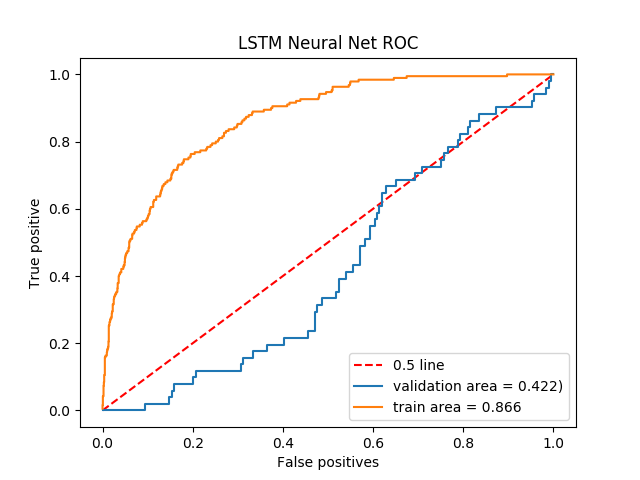 LSTM Neural Net ROC
1.0
0.8
0.6
0.4
0.2
0.0
True positive
0.0 0.2 0.4 0.6 0.8 1.0
False positives
0.5 line
validation area = 0.422)
train area = 0.866